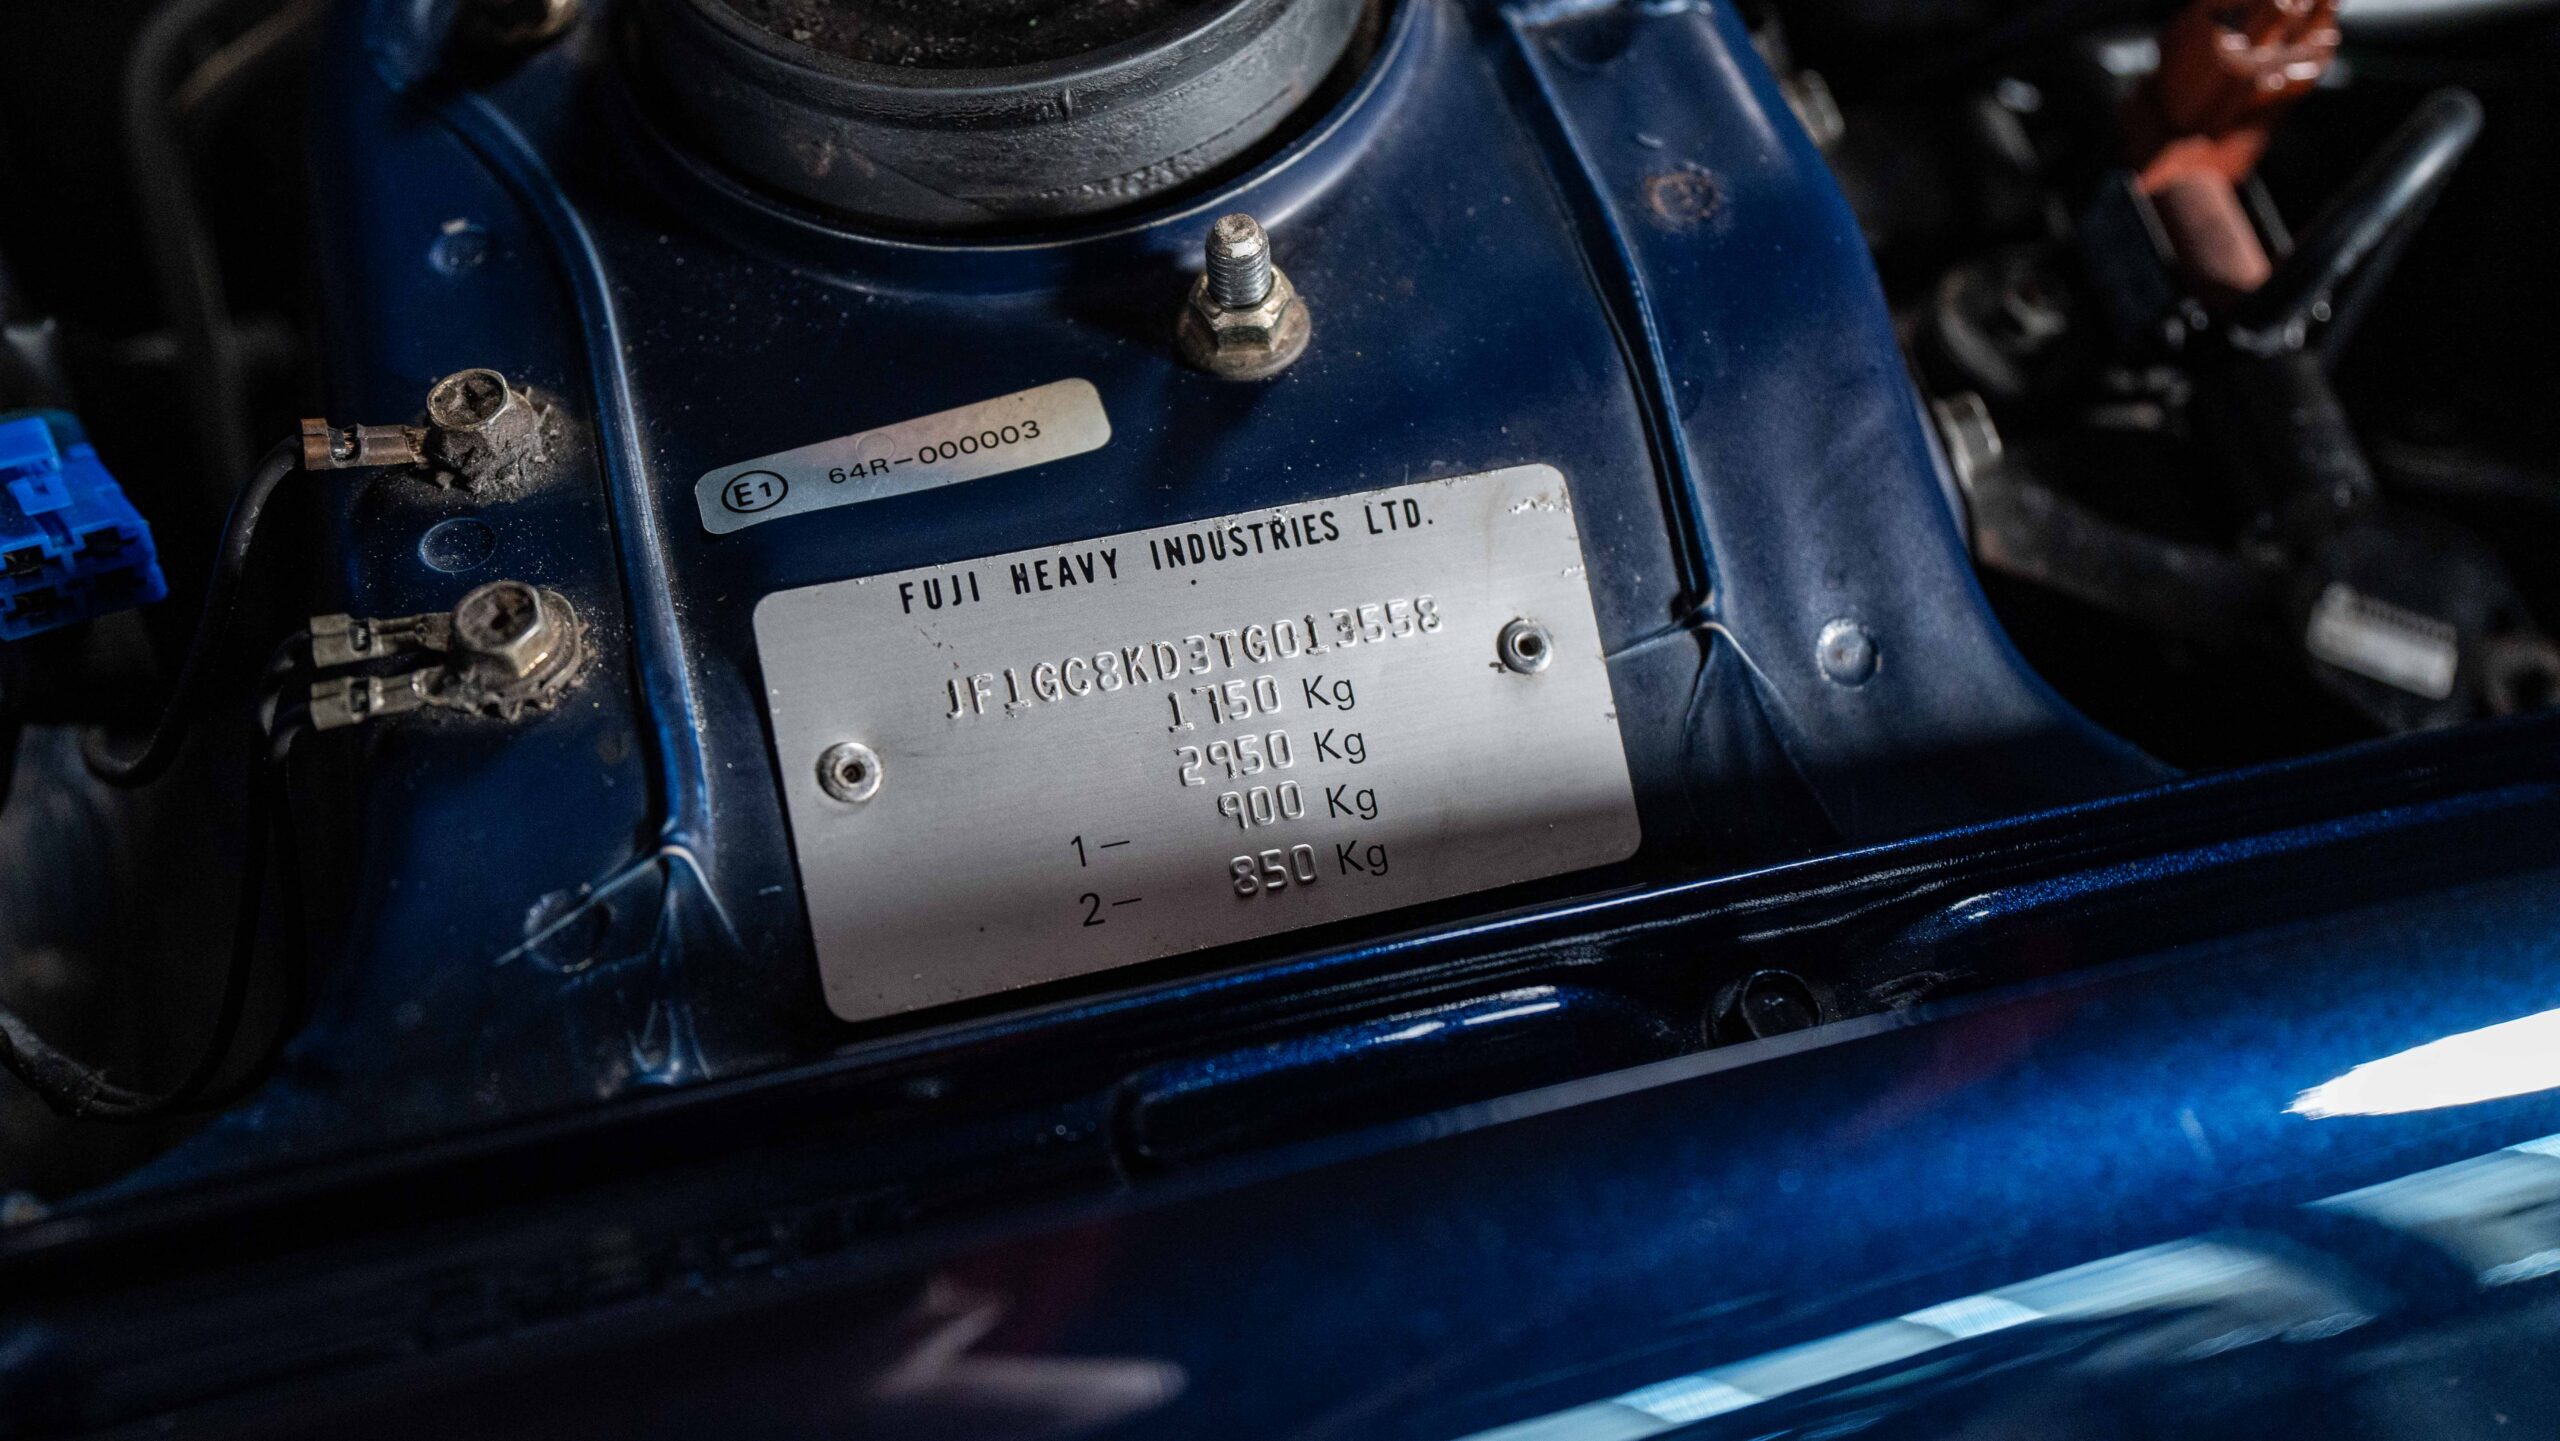 E1 64R-000003
FUJI HEAVY INDUSTRIES LTD.
JF1GC8KD3TG013558
1750 Kg
2950 Kg
1- 900 Kg
2- 850 Kg